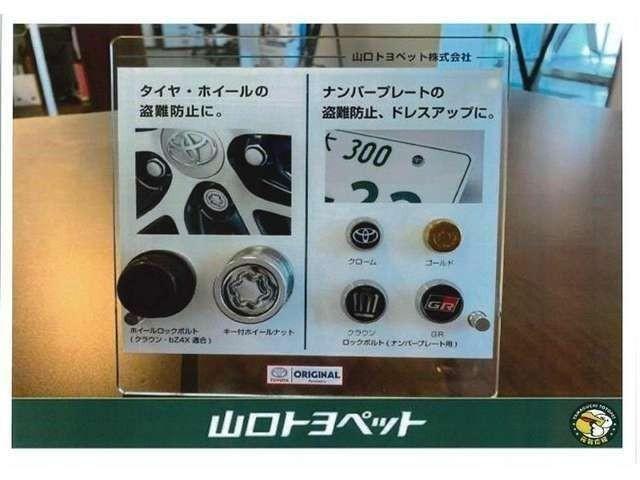 山口トヨペット株式会社
タイヤ・ホイールの
盗難防止に。
ナンバープレートの
盗難防止、ドレスアップに。
300
クローム
ゴールド
GR
ホイールロックボルト
(クラウン・bZ4X 適合)
キー付ホイールナット
クラウン
GR
ロックボルト(ナンバープレート用)
TOYOTA
ORIGINAL
山口トヨペット
YAMAGUCHI TOYOPET